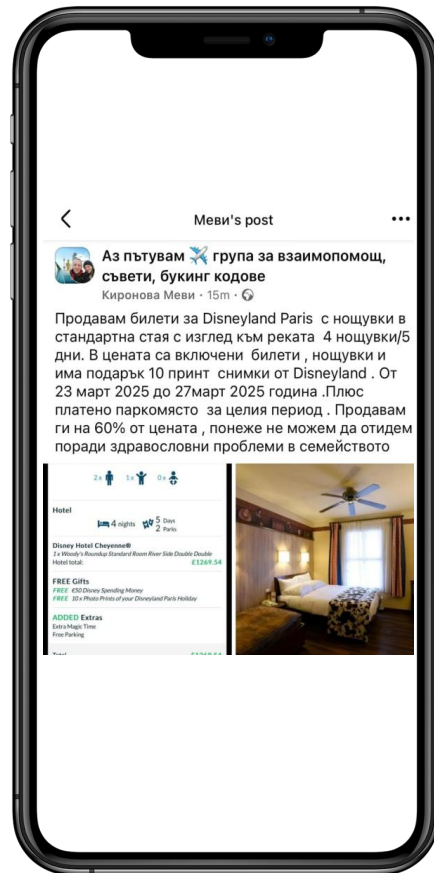 Меви's post
Аз пътувам ✈️ група за взаимопомощ,
съвети, букинг кодове
Киронова Меви · 15m ·
Продавам билети за Disneyland Paris с нощувки в
стандартна стая с изглед към реката 4 нощувки/5
дни. В цената са включени билети , нощувки и
има подарък 10 принт снимки от Disneyland . От
23 март 2025 до 27март 2025 година .Плюс
платено паркомясто за целия период . Продавам
ги на 60% от цената , понеже не можем да отидем
поради здравословни проблеми в семейството
2x 1x 0x
Hotel
4 nights 5 Days
2 Parks
Disney Hotel Cheyenne®
1 x Woody's Roundup Standard Room River Side Double Double
Hotel total: £1269.54
FREE Gifts
FREE €50 Disney Spending Money
FREE 10 x Photo Prints of your Disneyland Paris Holiday
ADDED Extras
Extra Magic Time
Free Parking
Total £1269.54